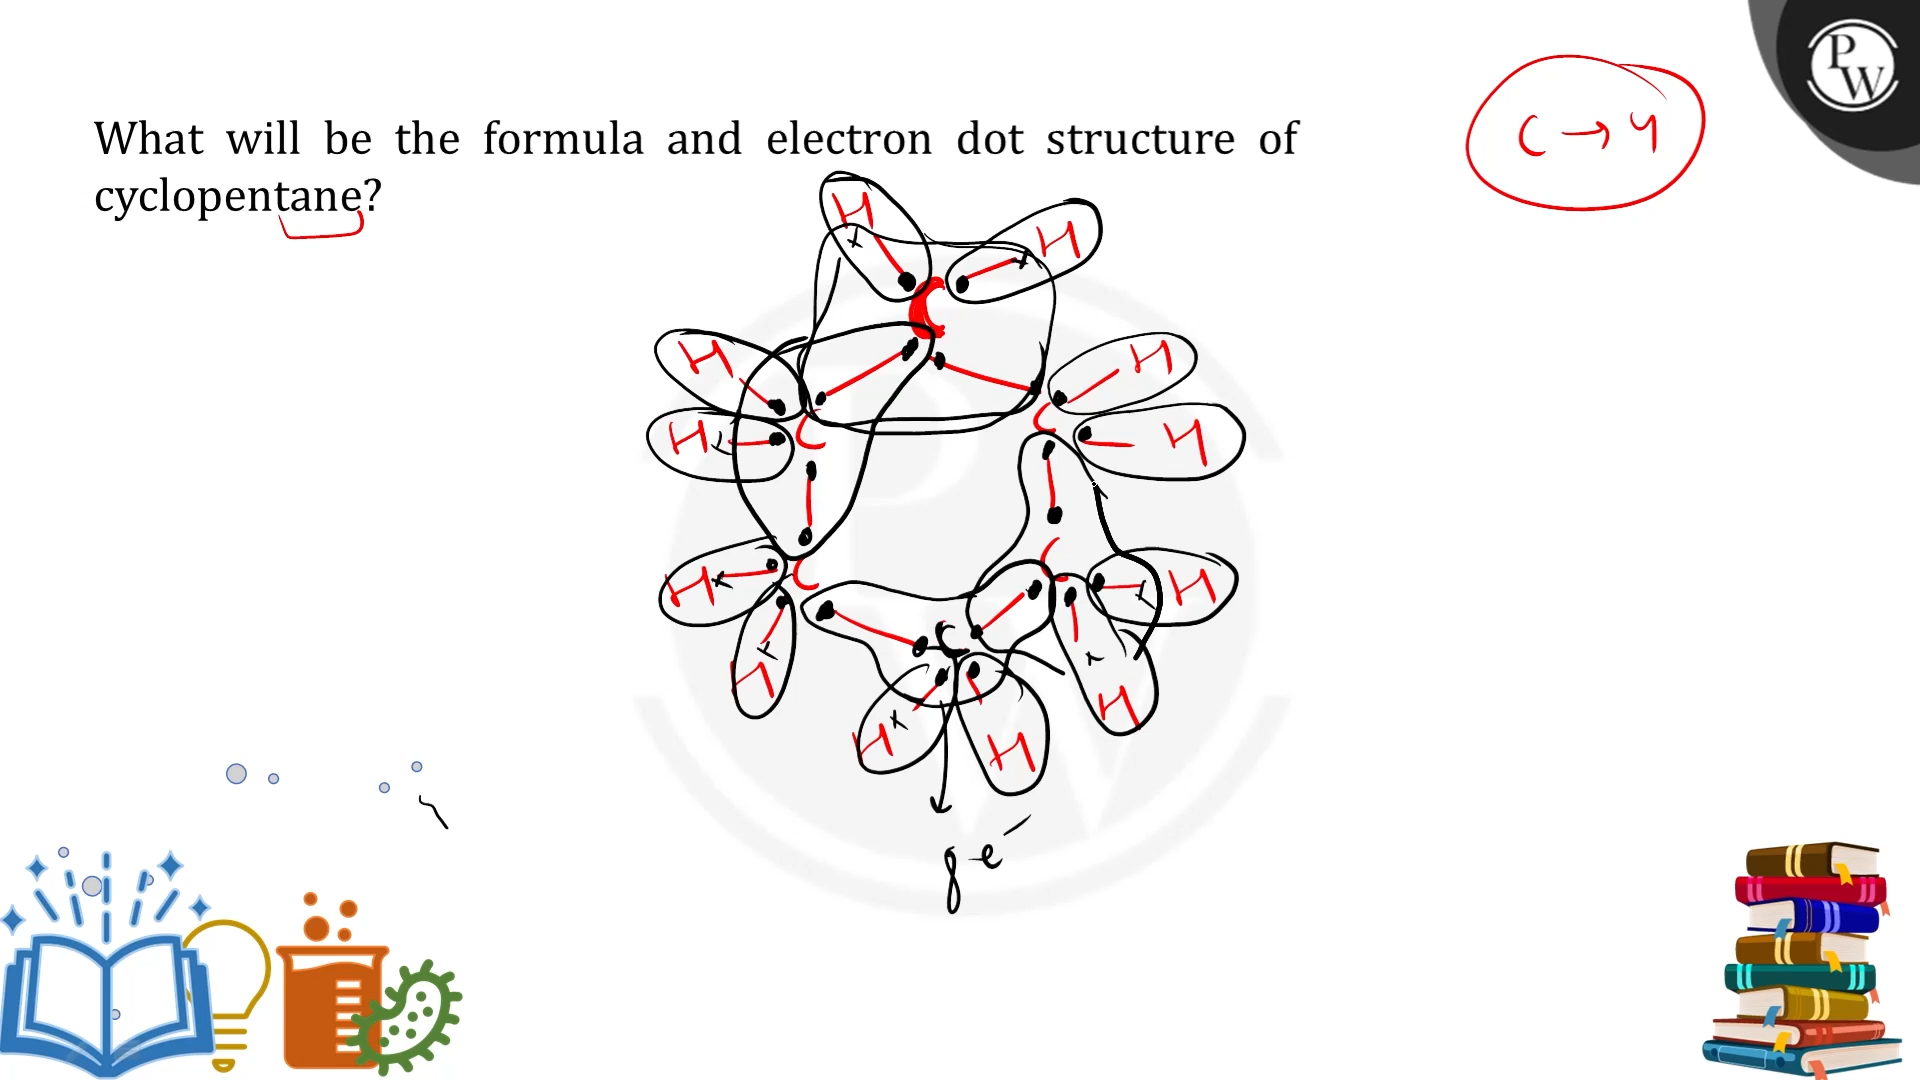 What will be the formula and electron dot structure of
cyclopentane?
C → 4
P
W
H
H
C
H
H
H
H
C
C
H
H
C
C
H
H
C
H
H
8 e⁻